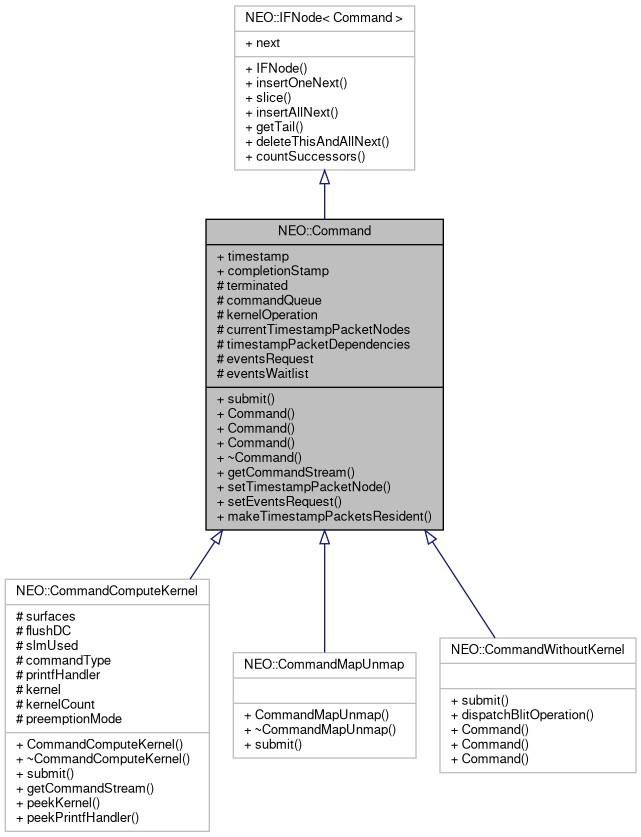 NEO::IFNode< Command >
+ next
+ IFNode()
+ insertOneNext()
+ slice()
+ insertAllNext()
+ getTail()
+ deleteThisAndAllNext()
+ countSuccessors()
NEO::Command
+ timestamp
+ completionStamp
# terminated
# commandQueue
# kernelOperation
# currentTimestampPacketNodes
# timestampPacketDependencies
# eventsRequest
# eventsWaitlist
+ submit()
+ Command()
+ Command()
+ Command()
+ ~Command()
+ getCommandStream()
+ setTimestampPacketNode()
+ setEventsRequest()
+ makeTimestampPacketsResident()
NEO::CommandComputeKernel
# surfaces
# flushDC
# slmUsed
# commandType
# printfHandler
# kernel
# kernelCount
# preemptionMode
+ CommandComputeKernel()
+ ~CommandComputeKernel()
+ submit()
+ getCommandStream()
+ peekKernel()
+ peekPrintfHandler()
NEO::CommandMapUnmap
+ CommandMapUnmap()
+ ~CommandMapUnmap()
+ submit()
NEO::CommandWithoutKernel
+ submit()
+ dispatchBlitOperation()
+ Command()
+ Command()
+ Command()